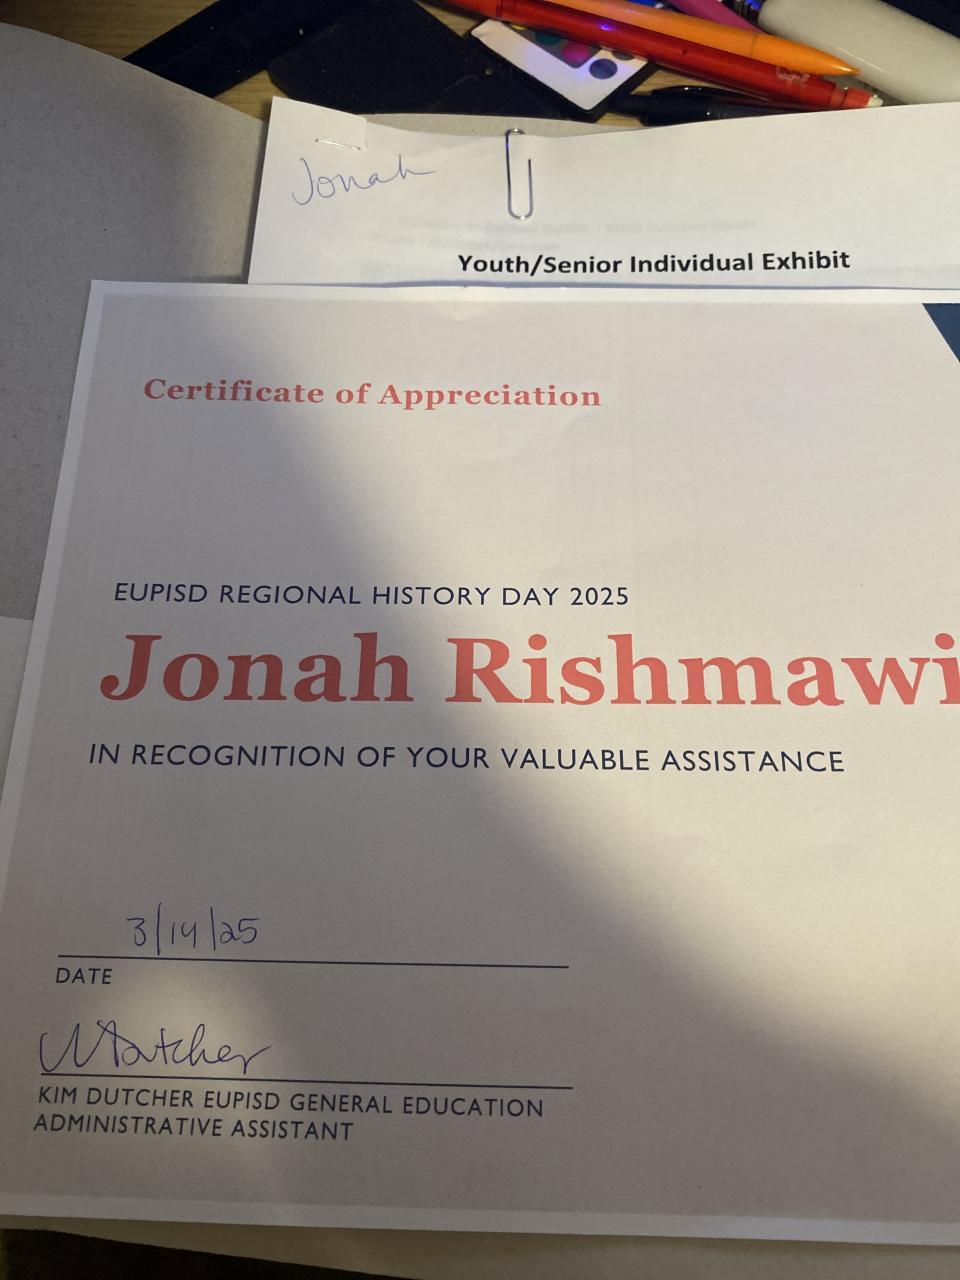 Jonah
Youth/Senior Individual Exhibit
Certificate of Appreciation
EUPISD REGIONAL HISTORY DAY 2025
Jonah Rishmawi
IN RECOGNITION OF YOUR VALUABLE ASSISTANCE
3/14/25
DATE
KDutcher
KIM DUTCHER EUPISD GENERAL EDUCATION
ADMINISTRATIVE ASSISTANT